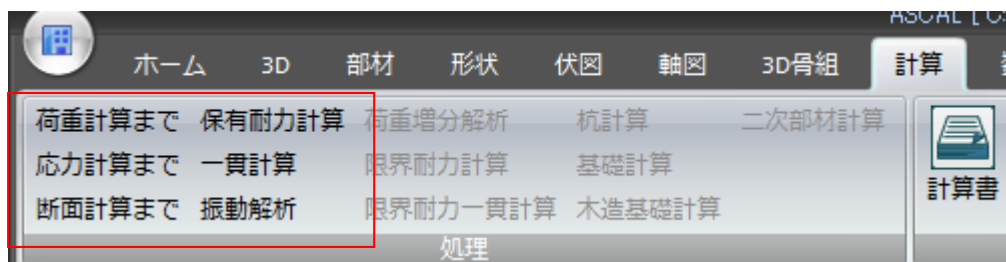 ASCAL [ C
ホーム 3D 部材 形状 伏図 軸図 3D骨組 計算
荷重計算まで 保有耐力計算 荷重増分解析 杭計算 二次部材計算
応力計算まで 一貫計算 限界耐力計算 基礎計算
断面計算まで 振動解析 限界耐力一貫計算 木造基礎計算
計算書
処理